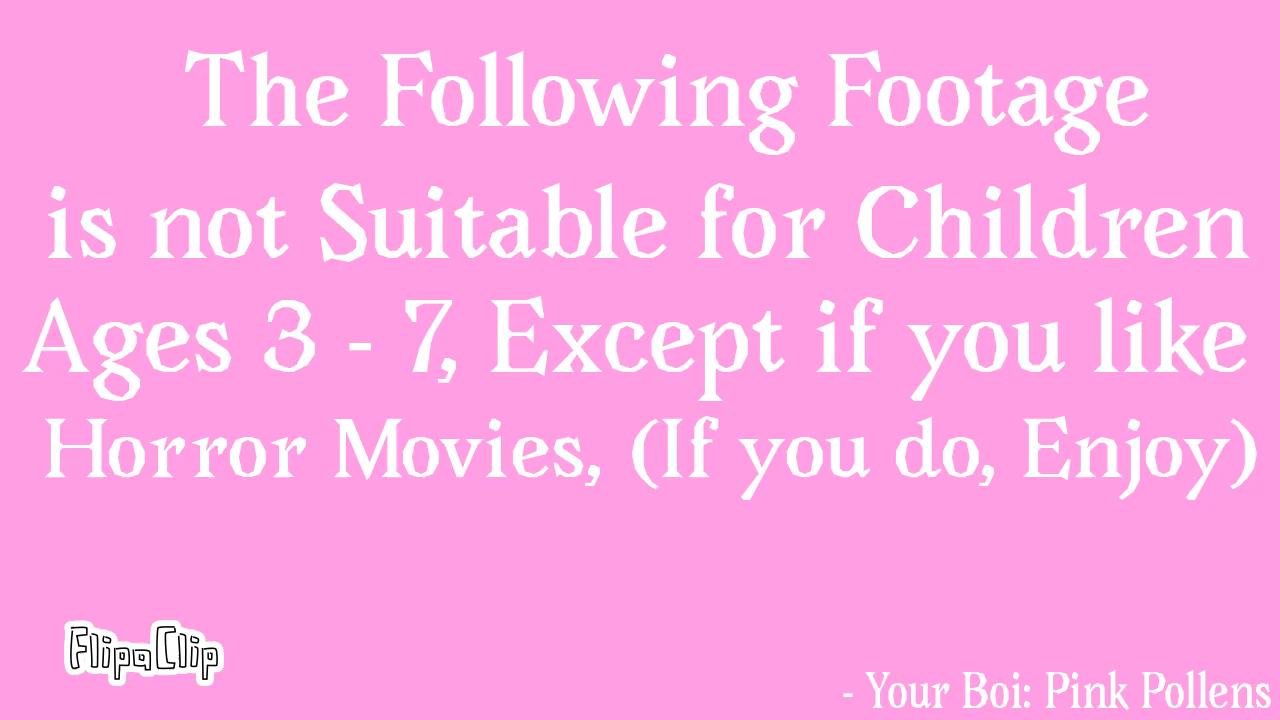 The Following Footage
is not Suitable for Children
Ages 3 - 7, Except if you like
Horror Movies, (If you do, Enjoy)
FlipaClip
- Your Boi: Pink Pollens